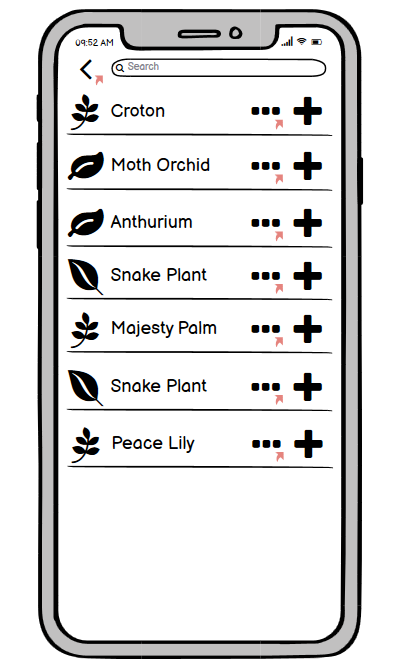 09:52 AM
Search
Croton
Moth Orchid
Anthurium
Snake Plant
Majesty Palm
Snake Plant
Peace Lily